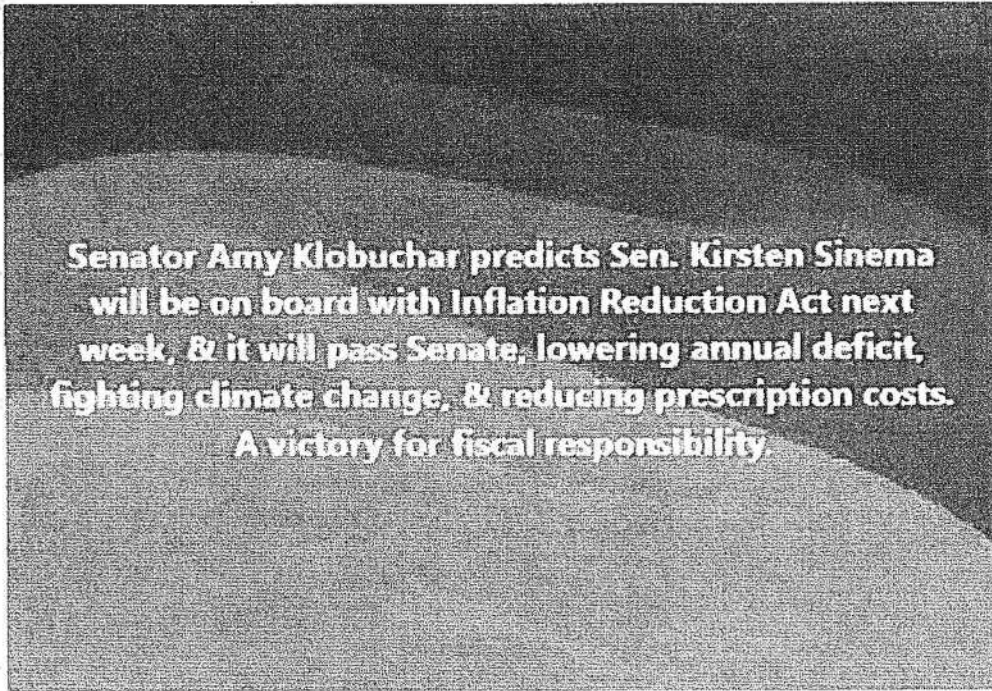 Senator Amy Klobuchar predicts Sen. Kirsten Sinema
will be on board with Inflation Reduction Act next
week, & it will pass Senate, lowering annual deficit,
fighting climate change, & reducing prescription costs.
A victory for fiscal responsibility.